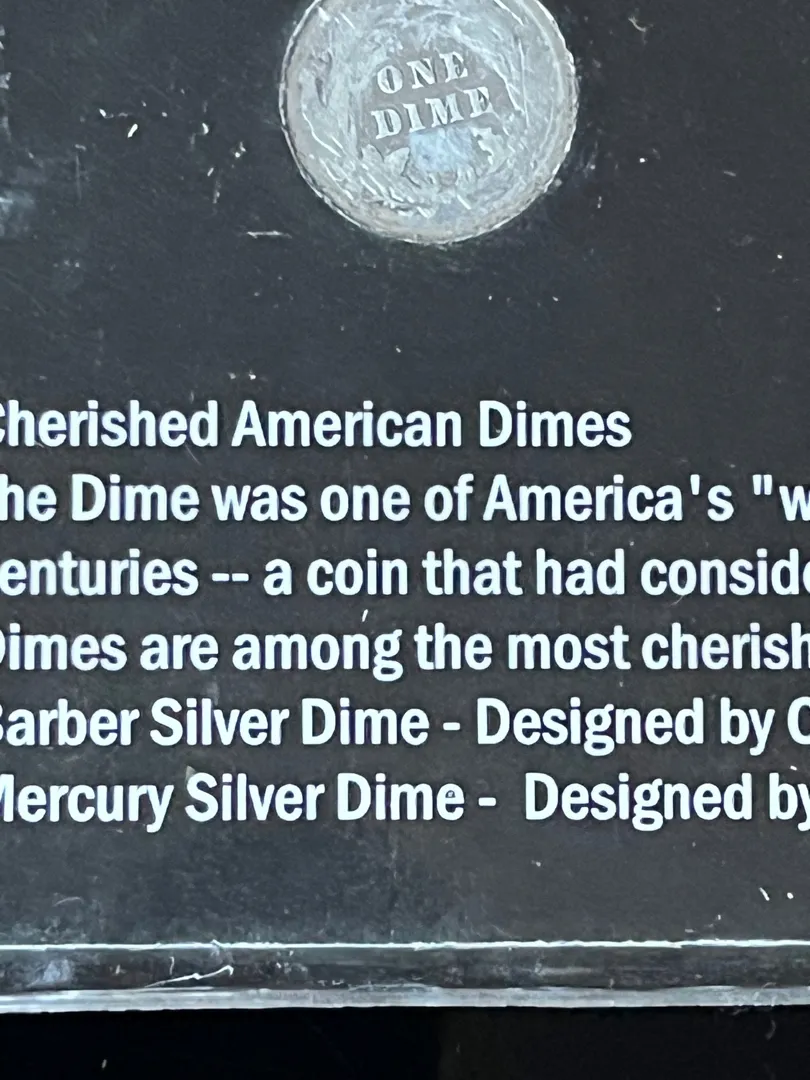 ONE
DIME
Cherished American Dimes
he Dime was one of America's "w
enturies -- a coin that had conside
Dimes are among the most cherish
Barber Silver Dime - Designed by C
Mercury Silver Dime - Designed by